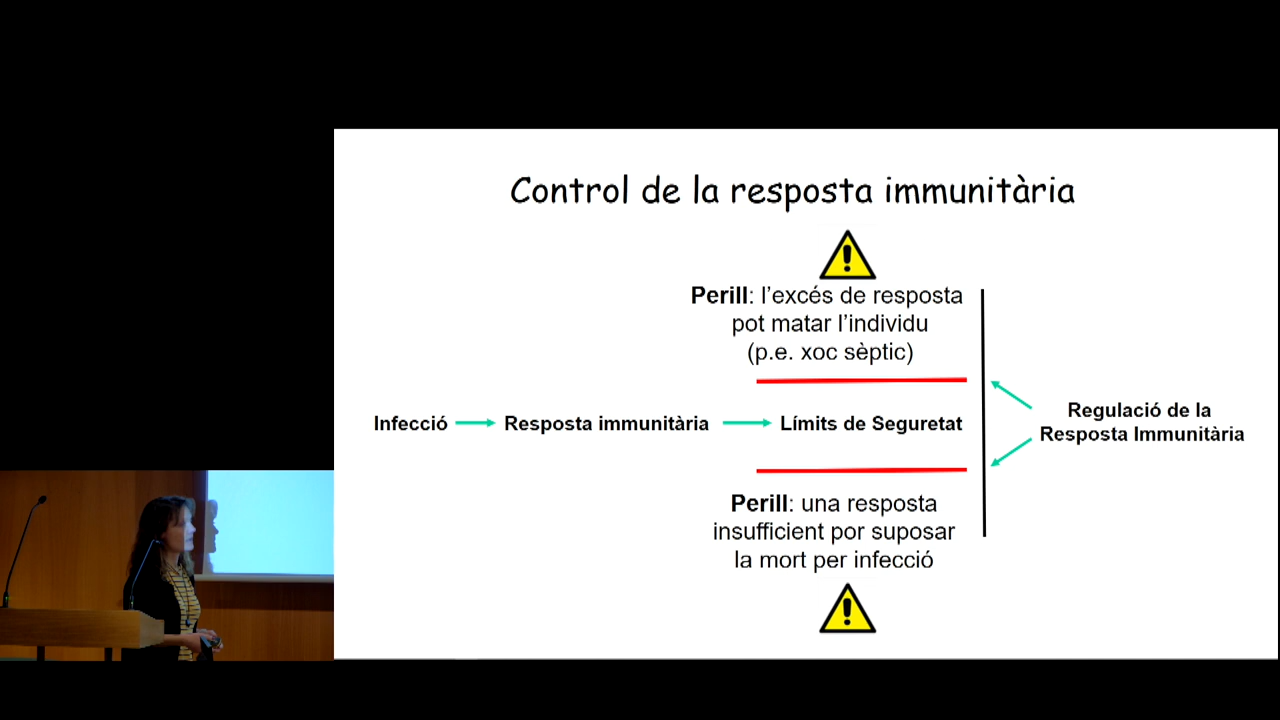 Control de la resposta immunitària
Perill: l'excés de resposta
pot matar l'individu
(p.e. xoc sèptic)
Infecció
Resposta immunitària
Límits de Seguretat
Regulació de la
Resposta Immunitària
Perill: una resposta
insufficient por suposar
la mort per infecció